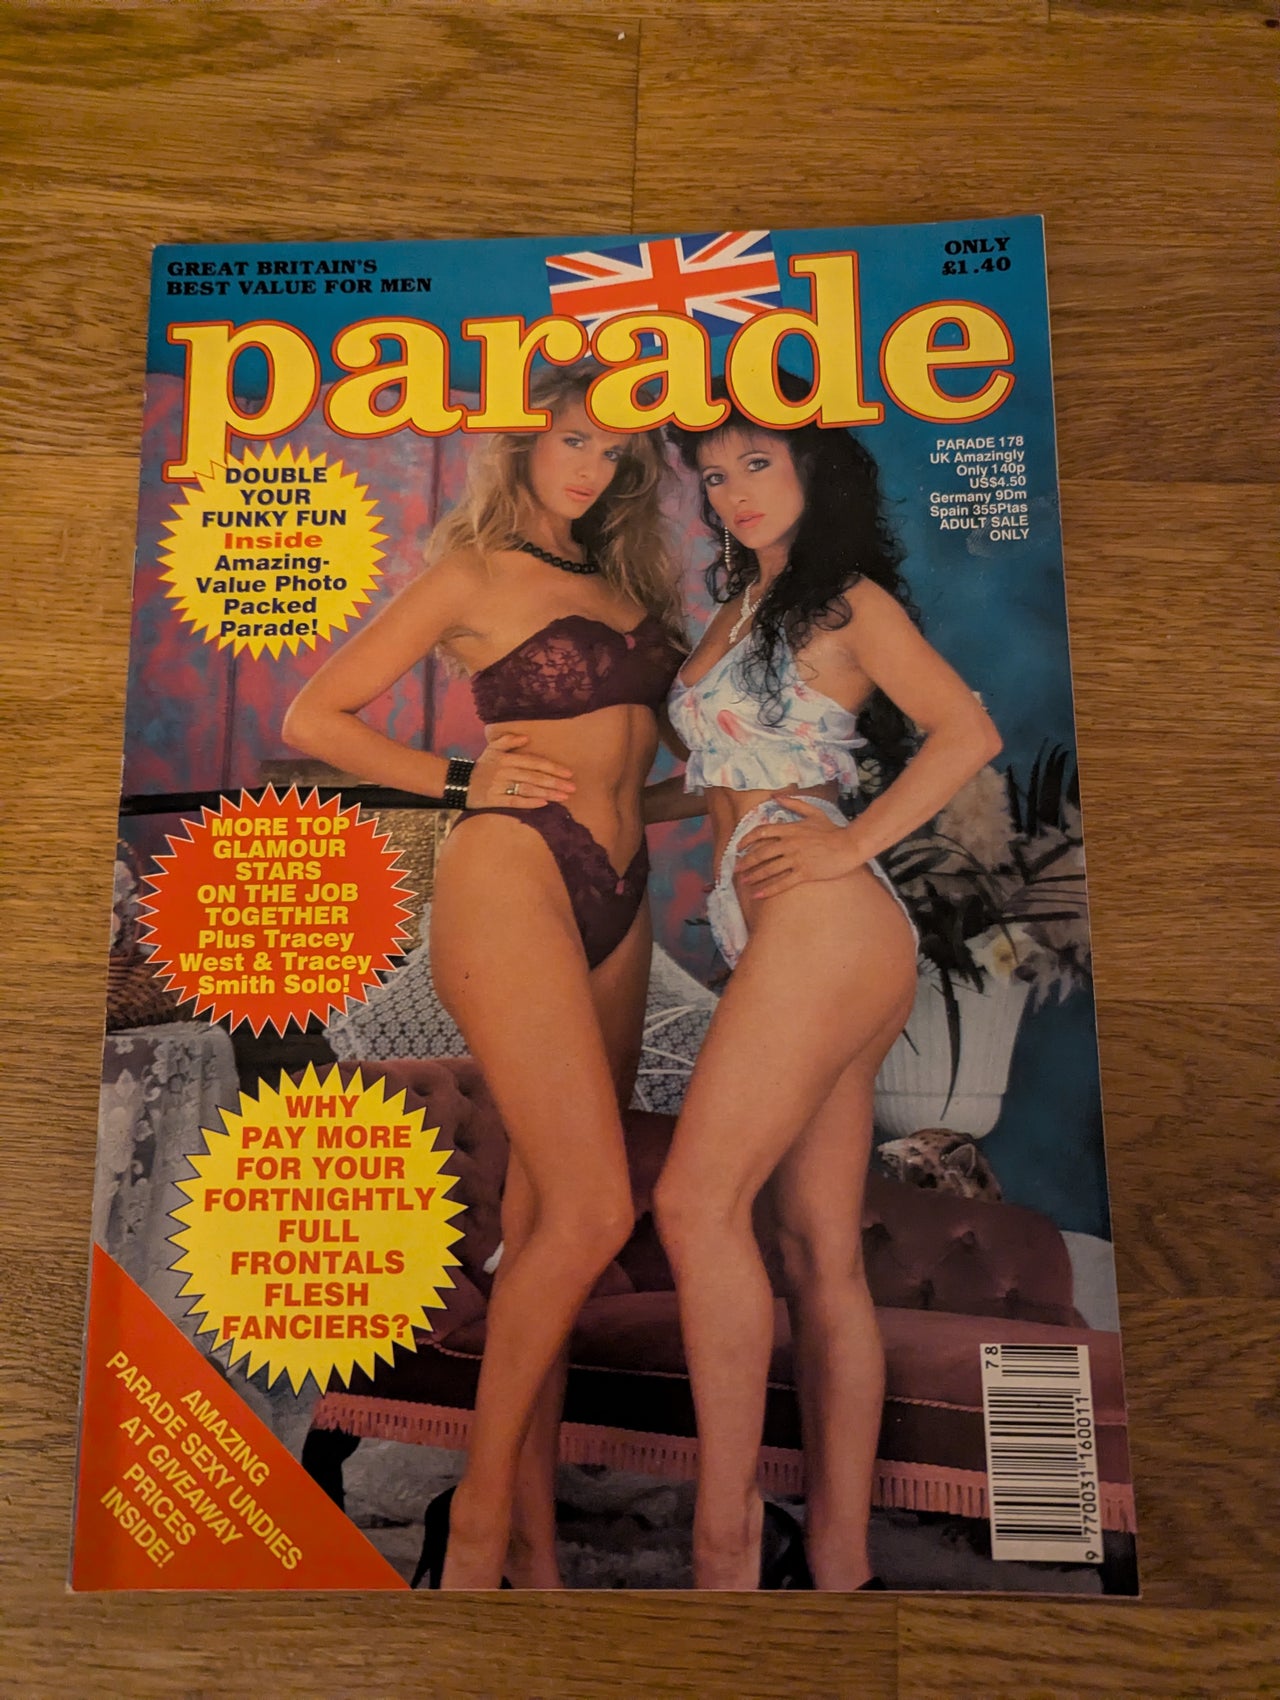 GREAT BRITAIN'S
BEST VALUE FOR MEN
ONLY
£1.40
parade
PARADE 178
UK Amazingly
Only 140p
US$4.50
Germany 9Dm
Spain 355Ptas
ADULT SALE
ONLY
DOUBLE
YOUR
FUNKY FUN
Inside
Amazing-
Value Photo
Packed
Parade!
MORE TOP
GLAMOUR
STARS
ON THE JOB
TOGETHER
Plus Tracey
West & Tracey
Smith Solo!
WHY
PAY MORE
FOR YOUR
FORTNIGHTLY
FULL
FRONTALS
FLESH
FANCIERS?
AMAZING
PARADE SEXY UNDIES
AT GIVEAWAY
PRICES
INSIDE!
78
9 770031 160011